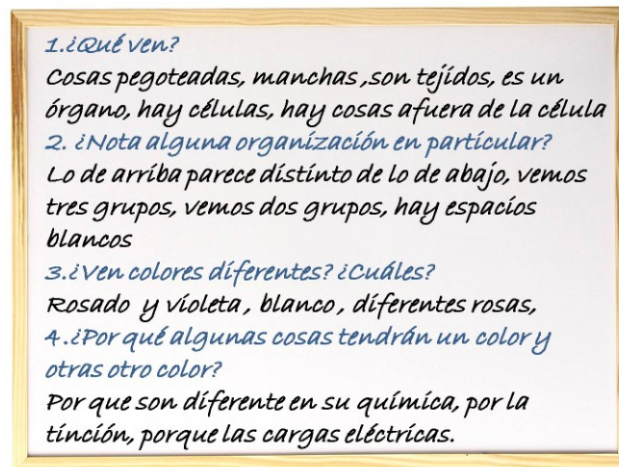 1.¿Qué ven?
Cosas pegoteadas, manchas ,son tejidos, es un
órgano, hay células, hay cosas afuera de la célula
2. ¿Nota alguna organización en particular?
Lo de arriba parece distinto de lo de abajo, vemos
tres grupos, vemos dos grupos, hay espacios
blancos
3.¿Ven colores diferentes? ¿Cuáles?
Rosado y violeta , blanco , diferentes rosas,
4.¿Por qué algunas cosas tendrán un color y
otras otro color?
Por que son diferente en su química, por la
tinción, porque las cargas eléctricas.